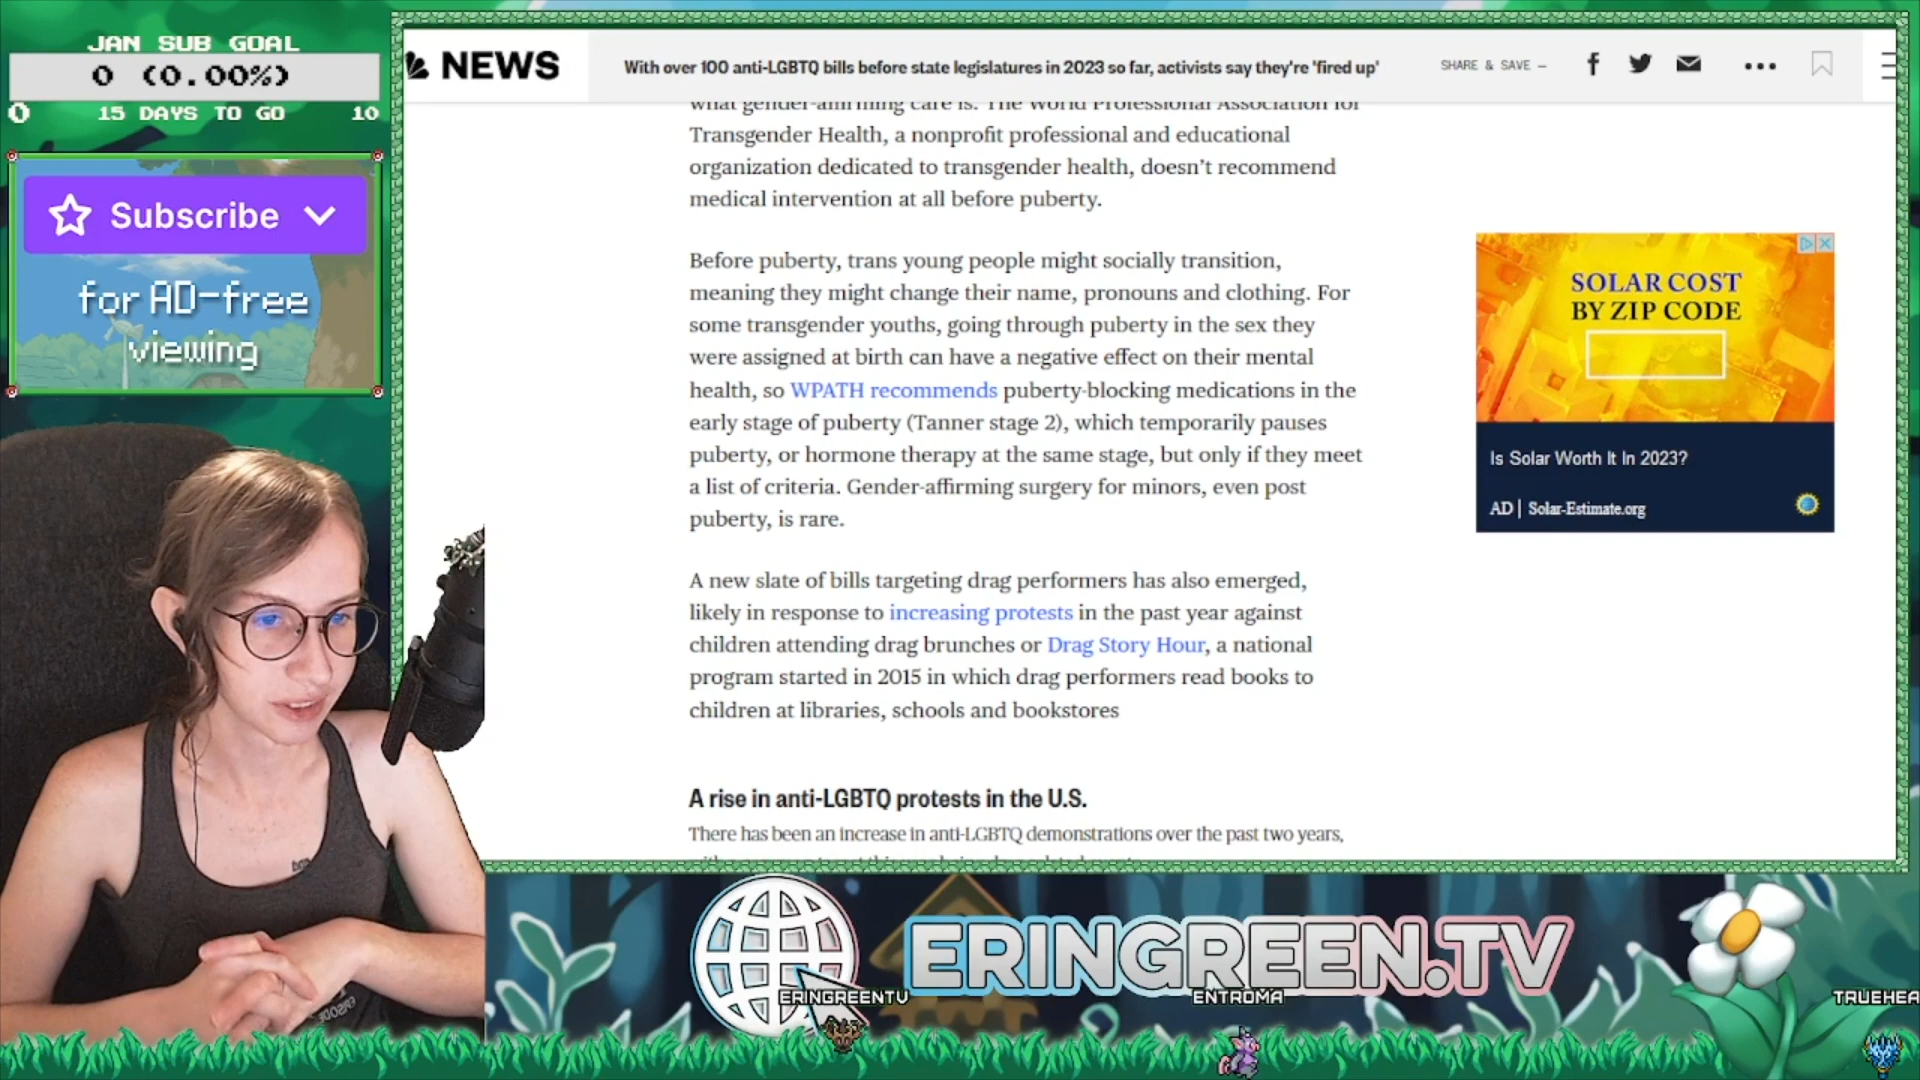 JAN SUB GOAL
0 (0.00%)
0 15 DAYS TO GO 10
Subscribe
for AD-free
viewing
NEWS
With over 100 anti-LGBTQ bills before state legislatures in 2023 so far, activists say they're 'fired up'
SHARE & SAVE —
what gender-affirming care is. The World Professional Association for
Transgender Health, a nonprofit professional and educational
organization dedicated to transgender health, doesn't recommend
medical intervention at all before puberty.
Before puberty, trans young people might socially transition,
meaning they might change their name, pronouns and clothing. For
some transgender youths, going through puberty in the sex they
were assigned at birth can have a negative effect on their mental
health, so WPATH recommends puberty-blocking medications in the
early stage of puberty (Tanner stage 2), which temporarily pauses
puberty, or hormone therapy at the same stage, but only if they meet
a list of criteria. Gender-affirming surgery for minors, even post
puberty, is rare.
A new slate of bills targeting drag performers has also emerged,
likely in response to increasing protests in the past year against
children attending drag brunches or Drag Story Hour, a national
program started in 2015 in which drag performers read books to
children at libraries, schools and bookstores
A rise in anti-LGBTQ protests in the U.S.
There has been an increase in anti-LGBTQ demonstrations over the past two years,
SOLAR COST
BY ZIP CODE
Is Solar Worth It In 2023?
AD | Solar-Estimate.org
ERINGREEN.TV
ERINGREENTV
ENTROMA
TRUEHEA